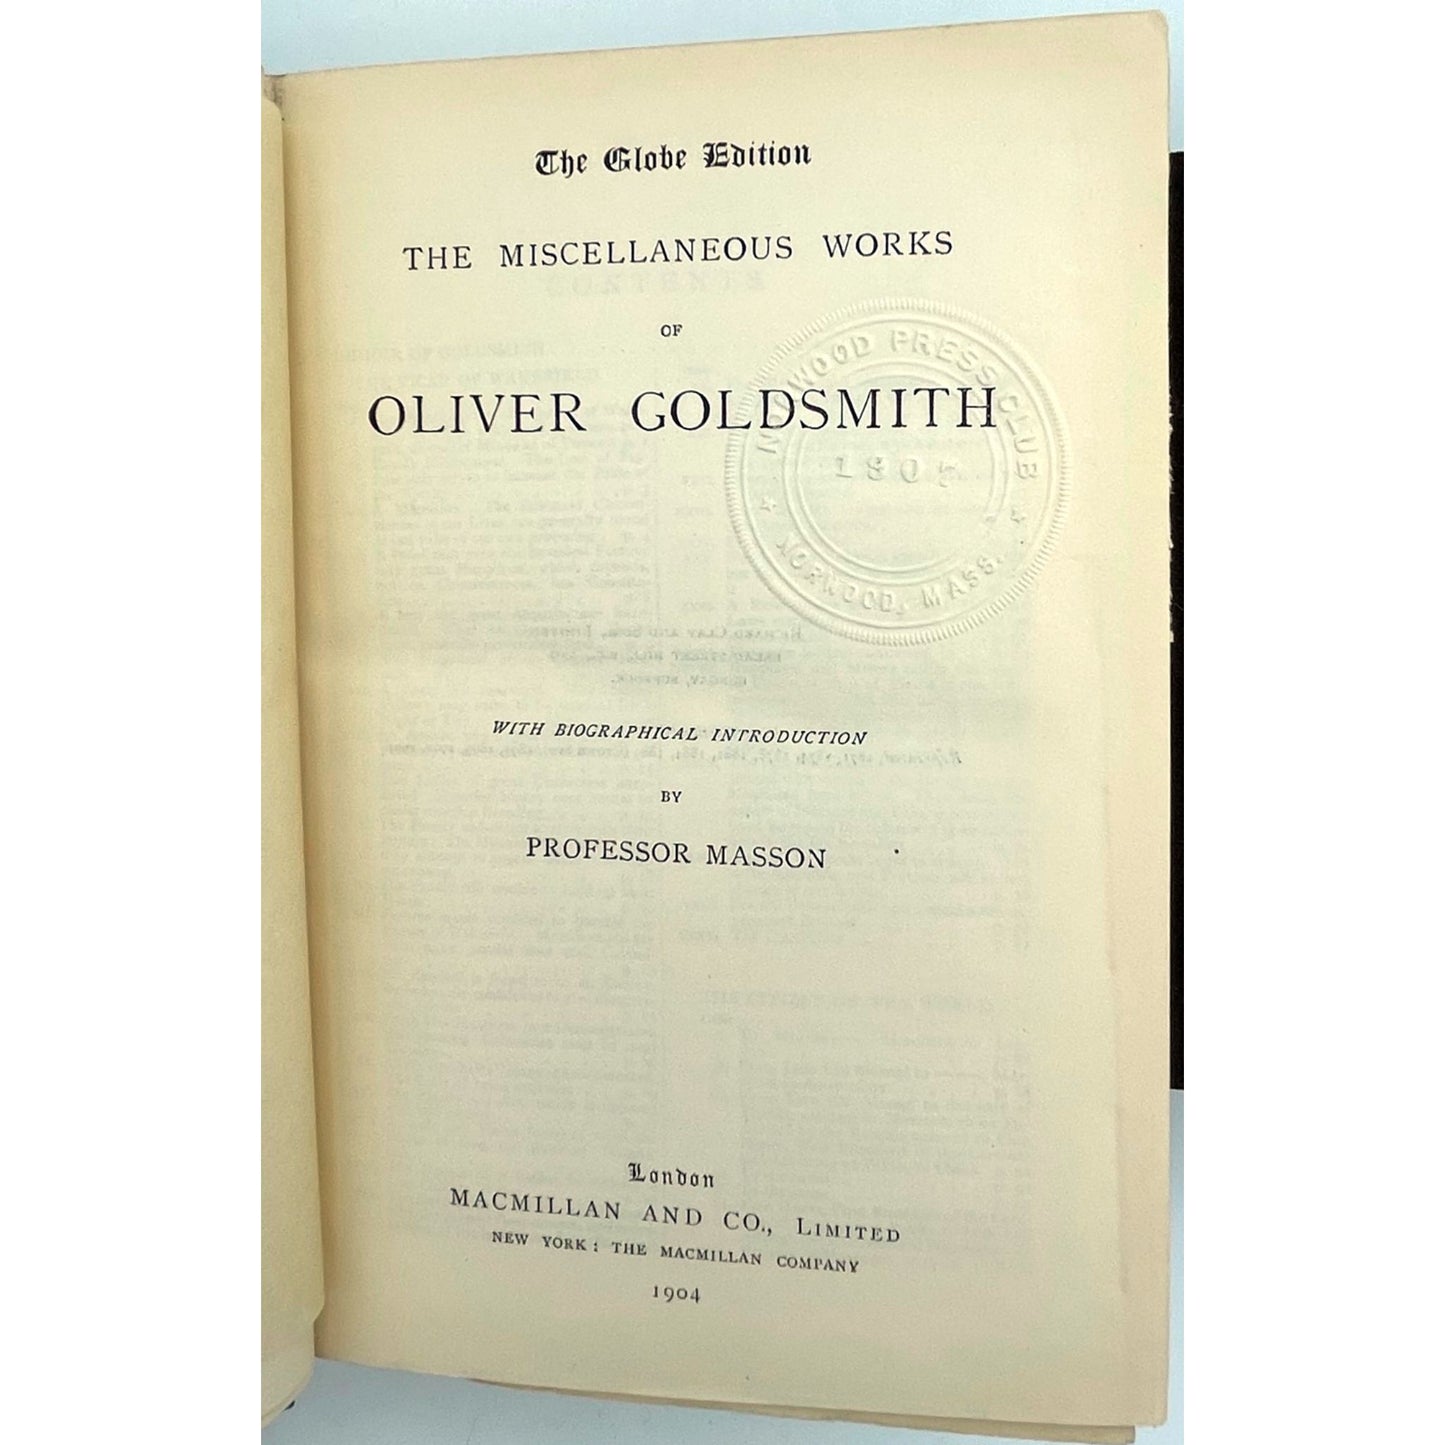 The Globe Edition
THE MISCELLANEOUS WORKS
OF
OLIVER GOLDSMITH
NORWOOD PRESS CLUB
NORWOOD, MASS.
WITH BIOGRAPHICAL INTRODUCTION
BY
PROFESSOR MASSON
London
MACMILLAN AND CO., LIMITED
NEW YORK: THE MACMILLAN COMPANY
1904